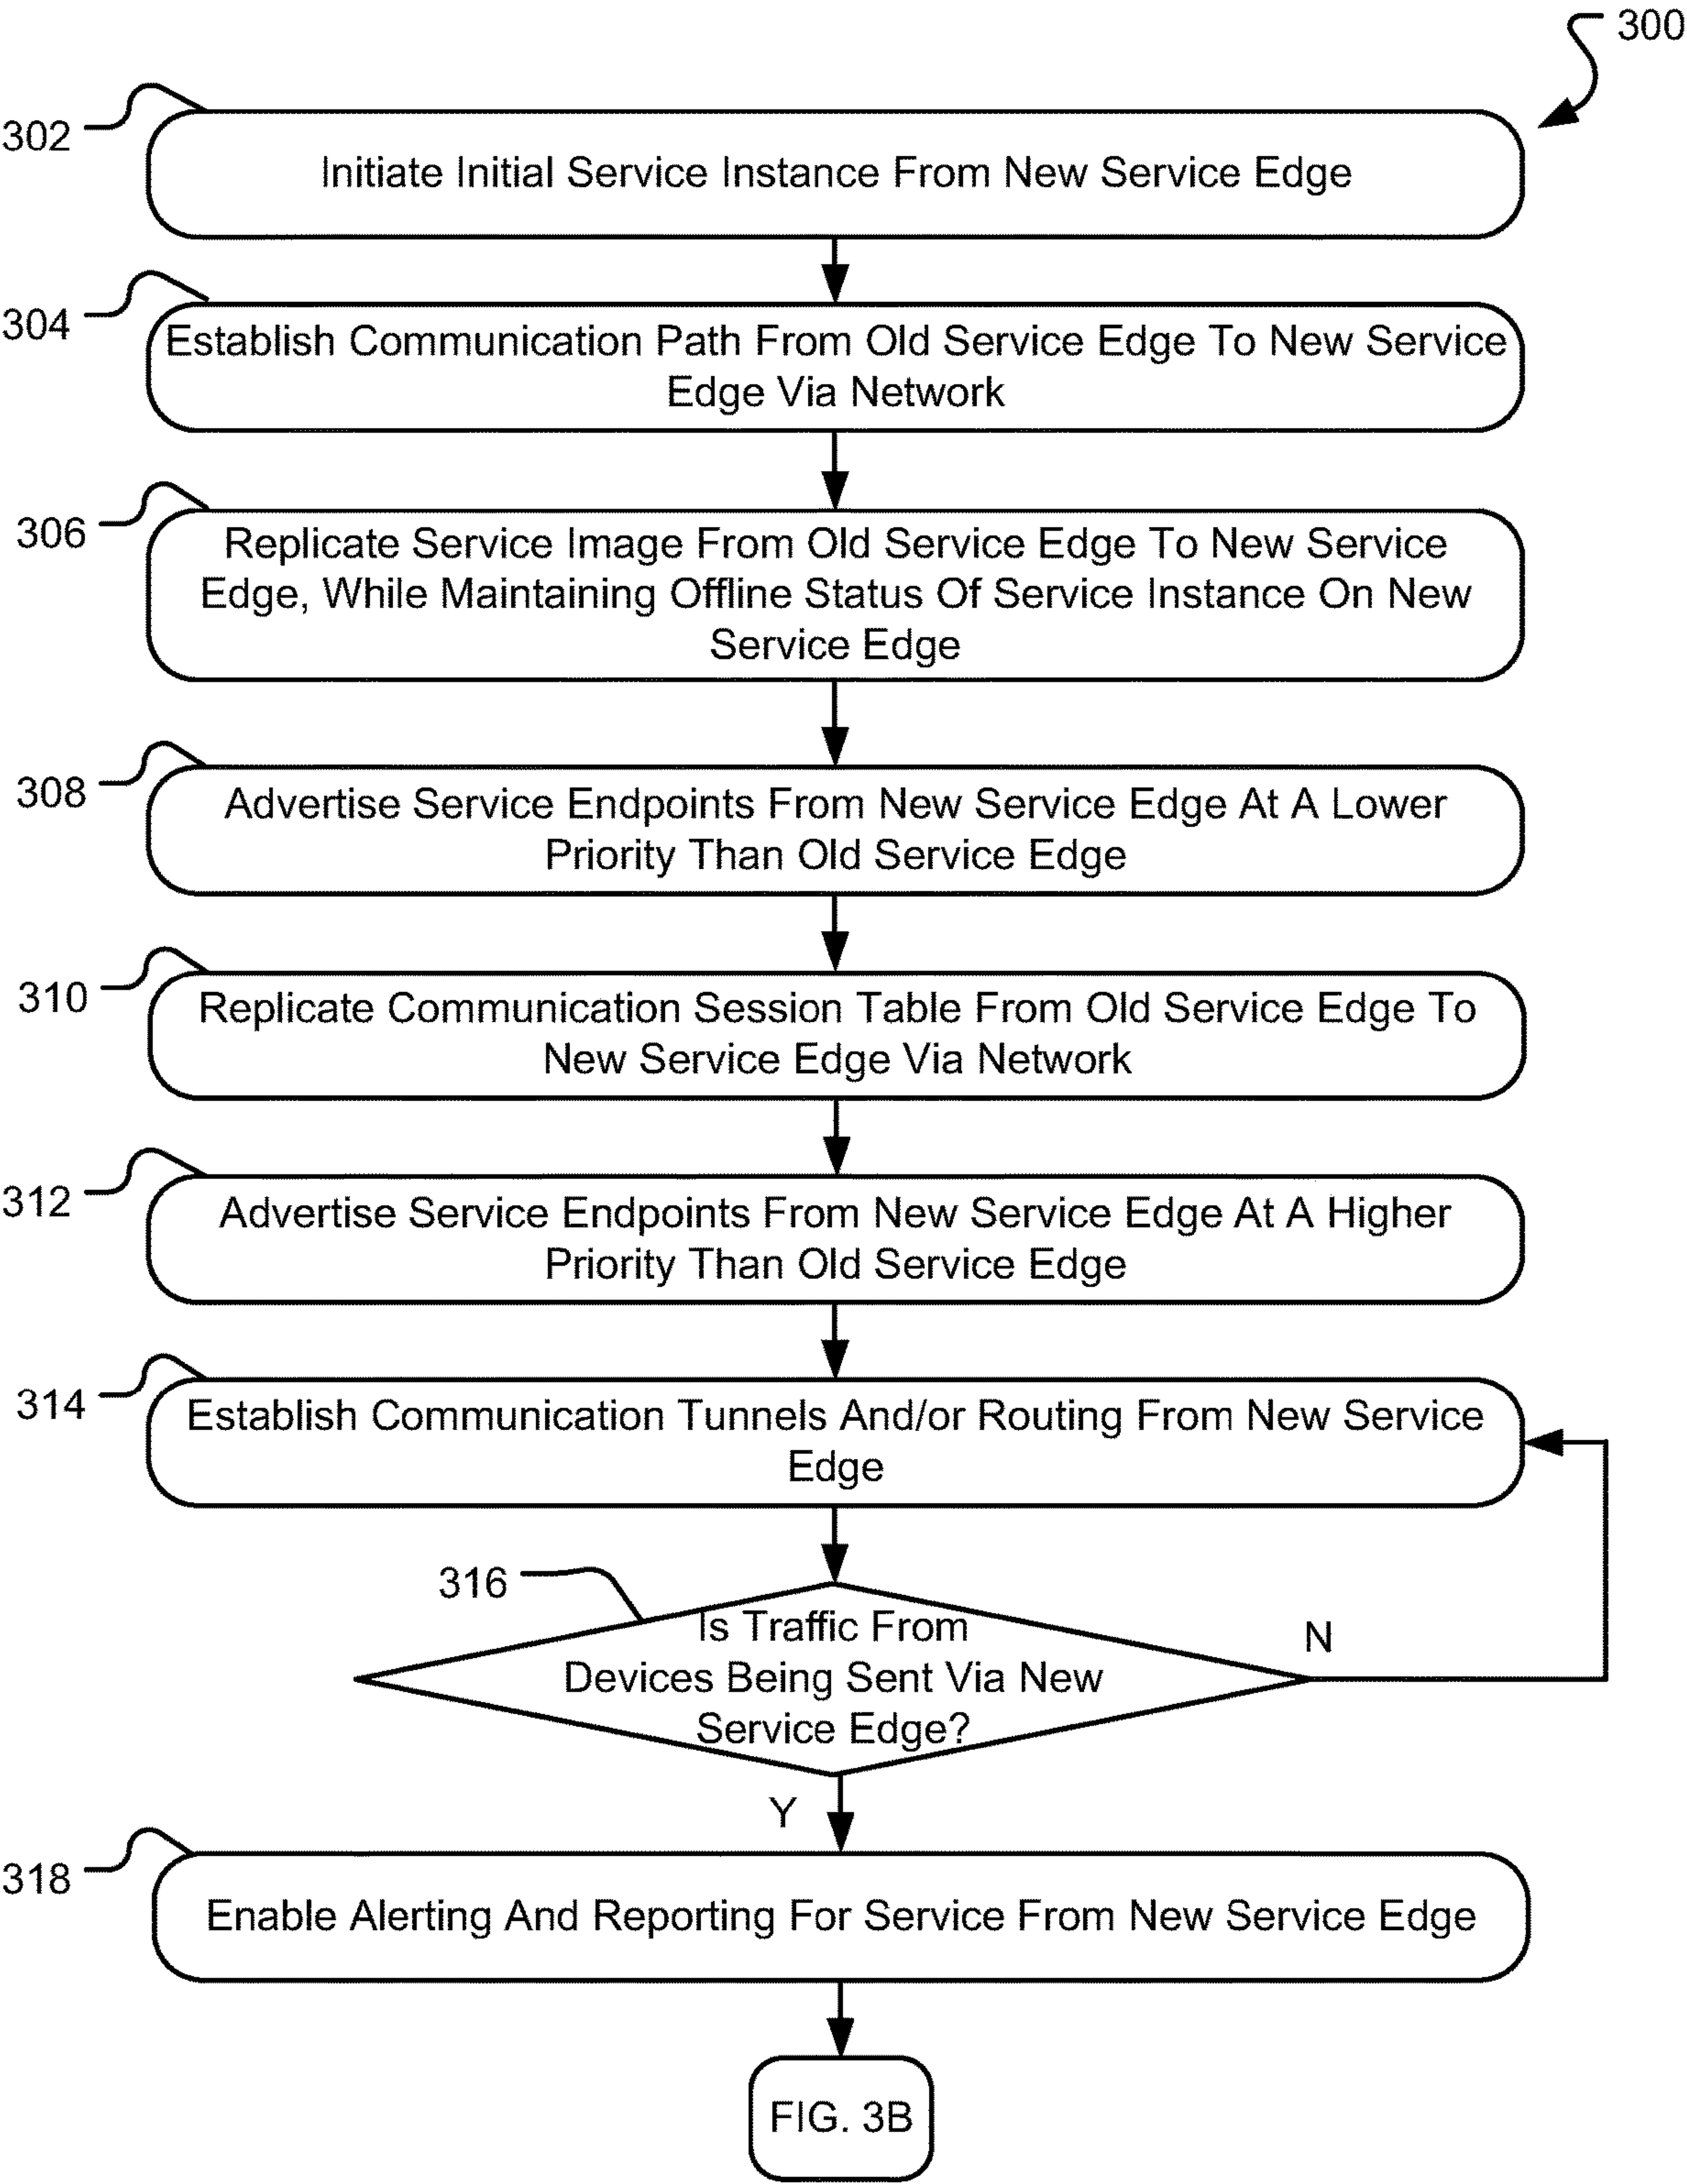 300
302
Initiate Initial Service Instance From New Service Edge
304
Establish Communication Path From Old Service Edge To New Service
Edge Via Network
306
Replicate Service Image From Old Service Edge To New Service
Edge, While Maintaining Offline Status Of Service Instance On New
Service Edge
308
Advertise Service Endpoints From New Service Edge At A Lower
Priority Than Old Service Edge
310
Replicate Communication Session Table From Old Service Edge To
New Service Edge Via Network
312
Advertise Service Endpoints From New Service Edge At A Higher
Priority Than Old Service Edge
314
Establish Communication Tunnels And/or Routing From New Service
Edge
316
Is Traffic From
Devices Being Sent Via New
Service Edge?
N
Y
318
Enable Alerting And Reporting For Service From New Service Edge
FIG. 3B